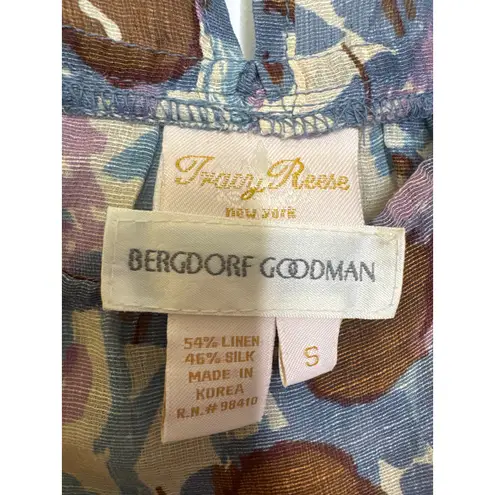 Tracy Reese
new york
BERGDORF GOODMAN
54% LINEN
46% SILK
MADE IN
KOREA
R.N.# 98410
S